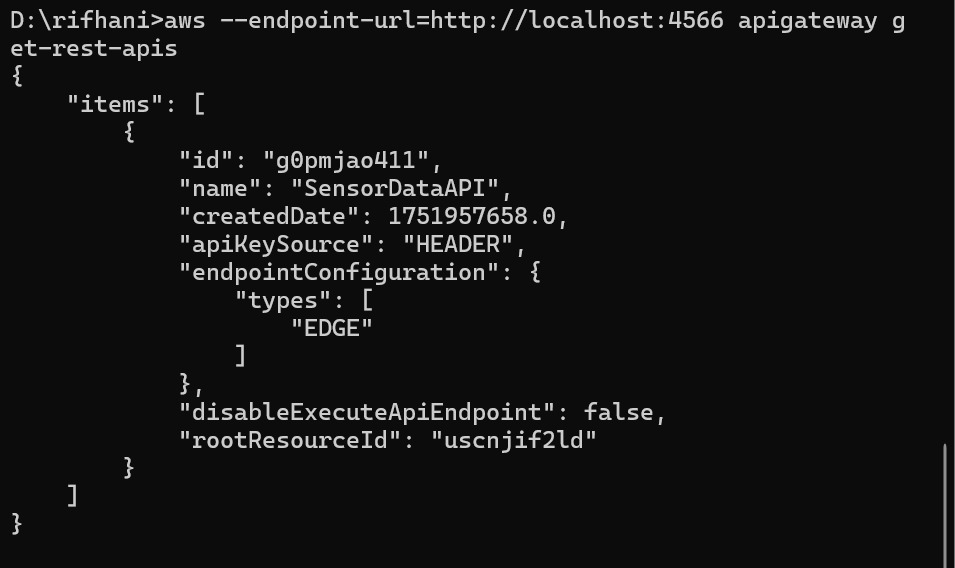 D:\rifhani>aws --endpoint-url=http://localhost:4566 apigateway g
et-rest-apis
{
    "items": [
        {
            "id": "g0pmjao411",
            "name": "SensorDataAPI",
            "createdDate": 1751957658.0,
            "apiKeySource": "HEADER",
            "endpointConfiguration": {
                "types": [
                    "EDGE"
                ]
            },
            "disableExecuteApiEndpoint": false,
            "rootResourceId": "uscnjif2ld"
        }
    ]
}